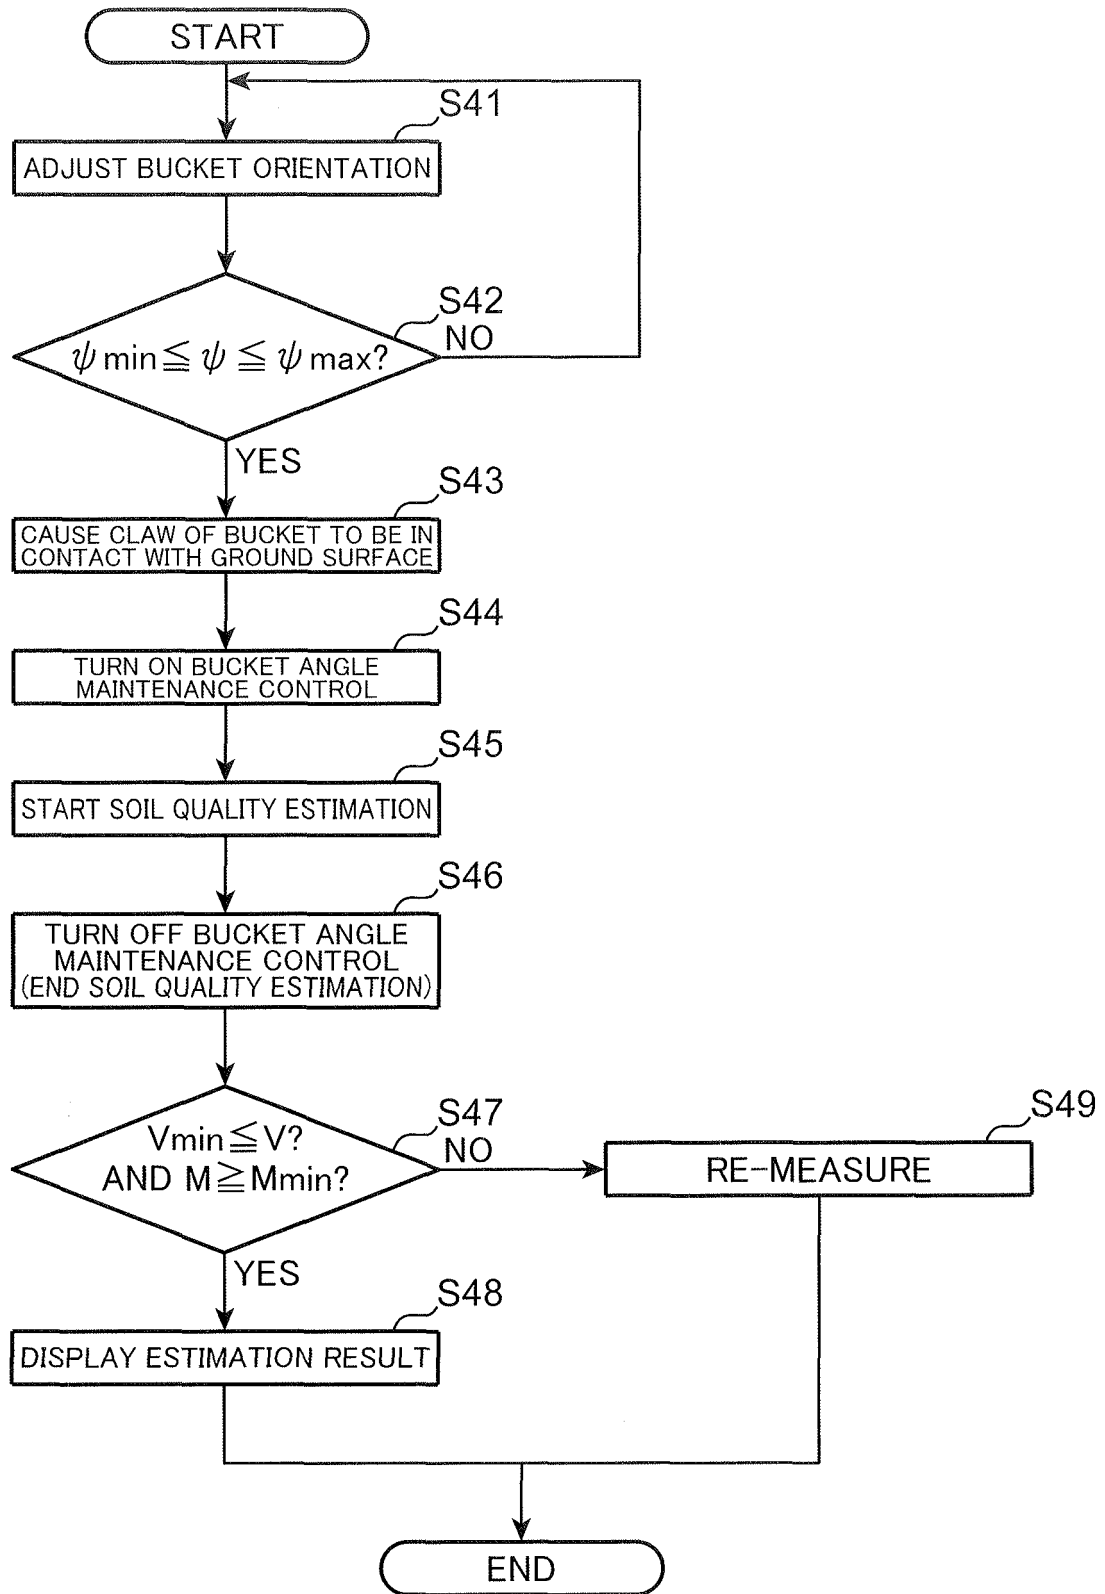 START
S41
ADJUST BUCKET ORIENTATION
S42
ψmin≦ψ≦ψmax?
NO
YES
S43
CAUSE CLAW OF BUCKET TO BE IN
CONTACT WITH GROUND SURFACE
S44
TURN ON BUCKET ANGLE
MAINTENANCE CONTROL
S45
START SOIL QUALITY ESTIMATION
S46
TURN OFF BUCKET ANGLE
MAINTENANCE CONTROL
(END SOIL QUALITY ESTIMATION)
S47
Vmin≦V?
AND M≧Mmin?
NO
S49
RE-MEASURE
YES
S48
DISPLAY ESTIMATION RESULT
END